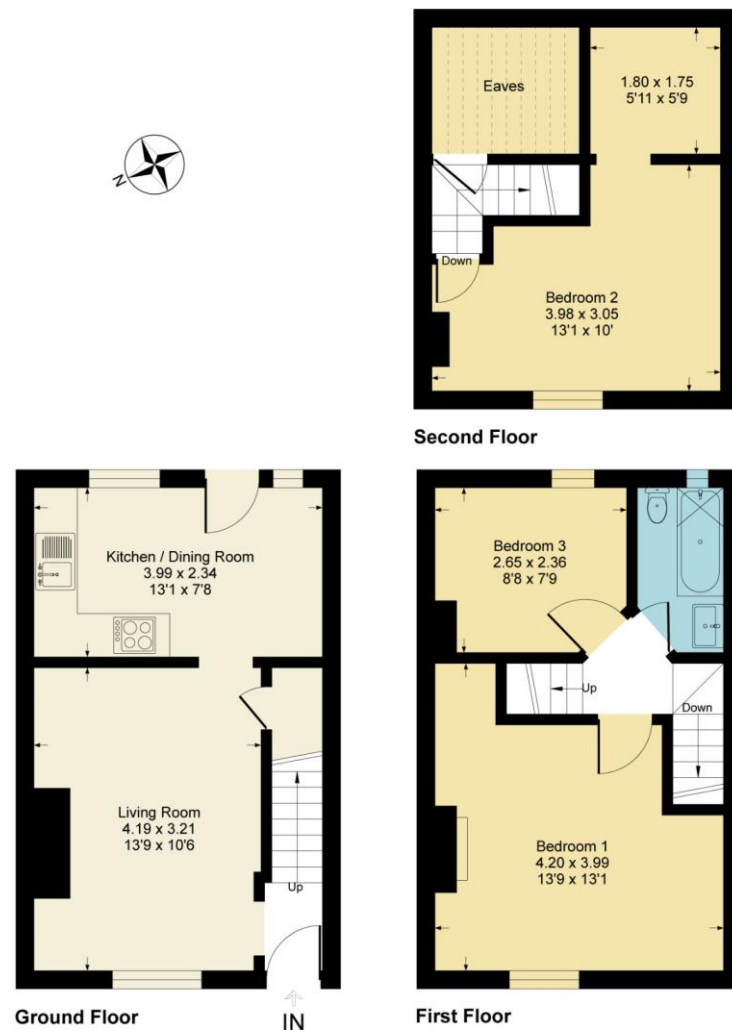 Eaves
1.80 x 1.75
5'11 x 5'9
N
Down
Bedroom 2
3.98 x 3.05
13'1 x 10'
Second Floor
Kitchen / Dining Room
3.99 x 2.34
13'1 x 7'8
Living Room
4.19 x 3.21
13'9 x 10'6
Up
Ground Floor
IN
Bedroom 3
2.65 x 2.36
8'8 x 7'9
Up
Down
Bedroom 1
4.20 x 3.99
13'9 x 13'1
First Floor